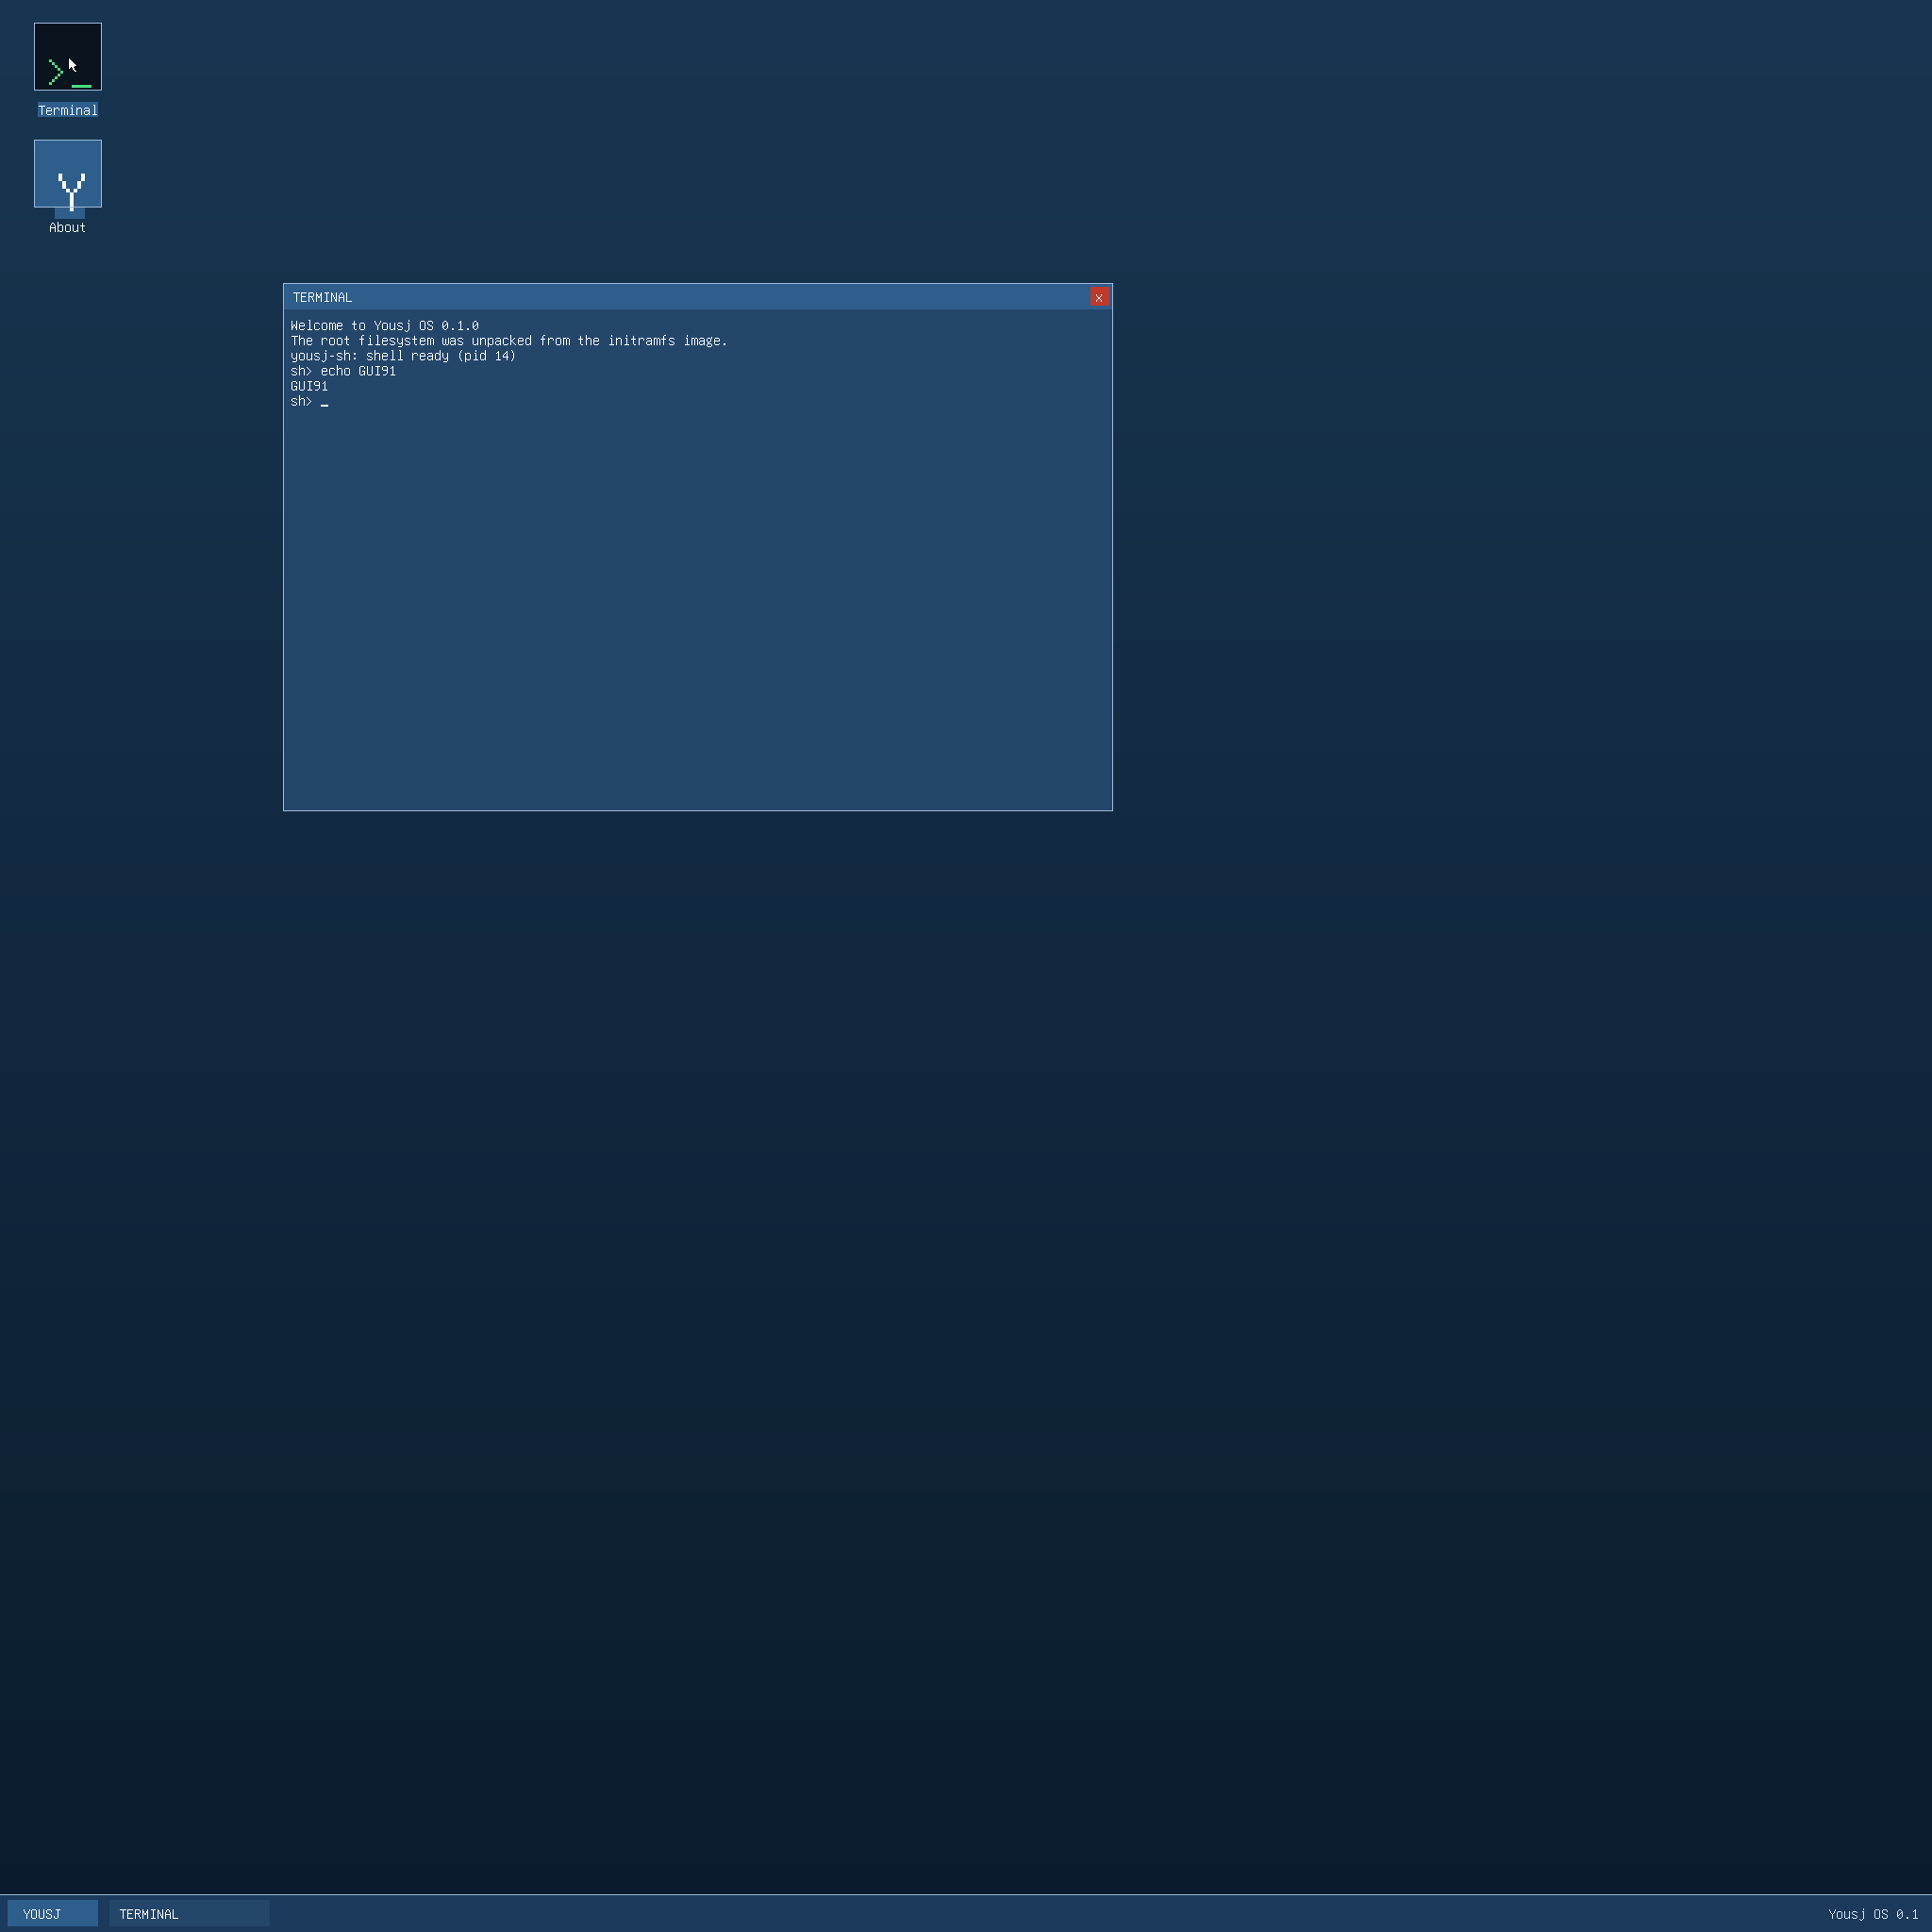 Terminal
About
TERMINAL x
Welcome to Yousj OS 0.1.0
The root filesystem was unpacked from the initramfs image.
yousj-sh: shell ready (pid 14)
sh> echo GUI91
GUI91
sh> _
YOUSJ TERMINAL Yousj OS 0.1